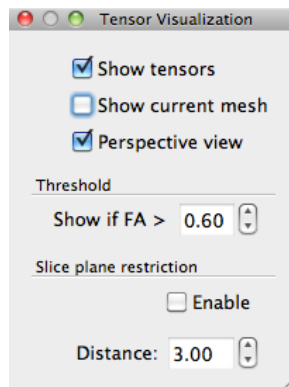 Tensor Visualization
Show tensors
Show current mesh
Perspective view
Threshold
Show if FA > 0.60
Slice plane restriction
Enable
Distance: 3.00